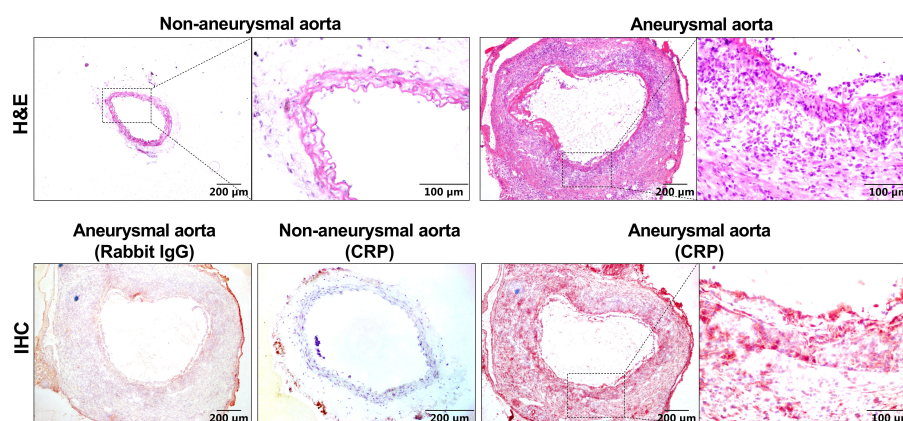 Non-aneurysmal aorta
Aneurysmal aorta
H&E
200 µm
100 µm
200 µm
100 µm
Aneurysmal aorta
(Rabbit IgG)
Non-aneurysmal aorta
(CRP)
Aneurysmal aorta
(CRP)
IHC
200 µm
200 µm
200 µm
100 µm